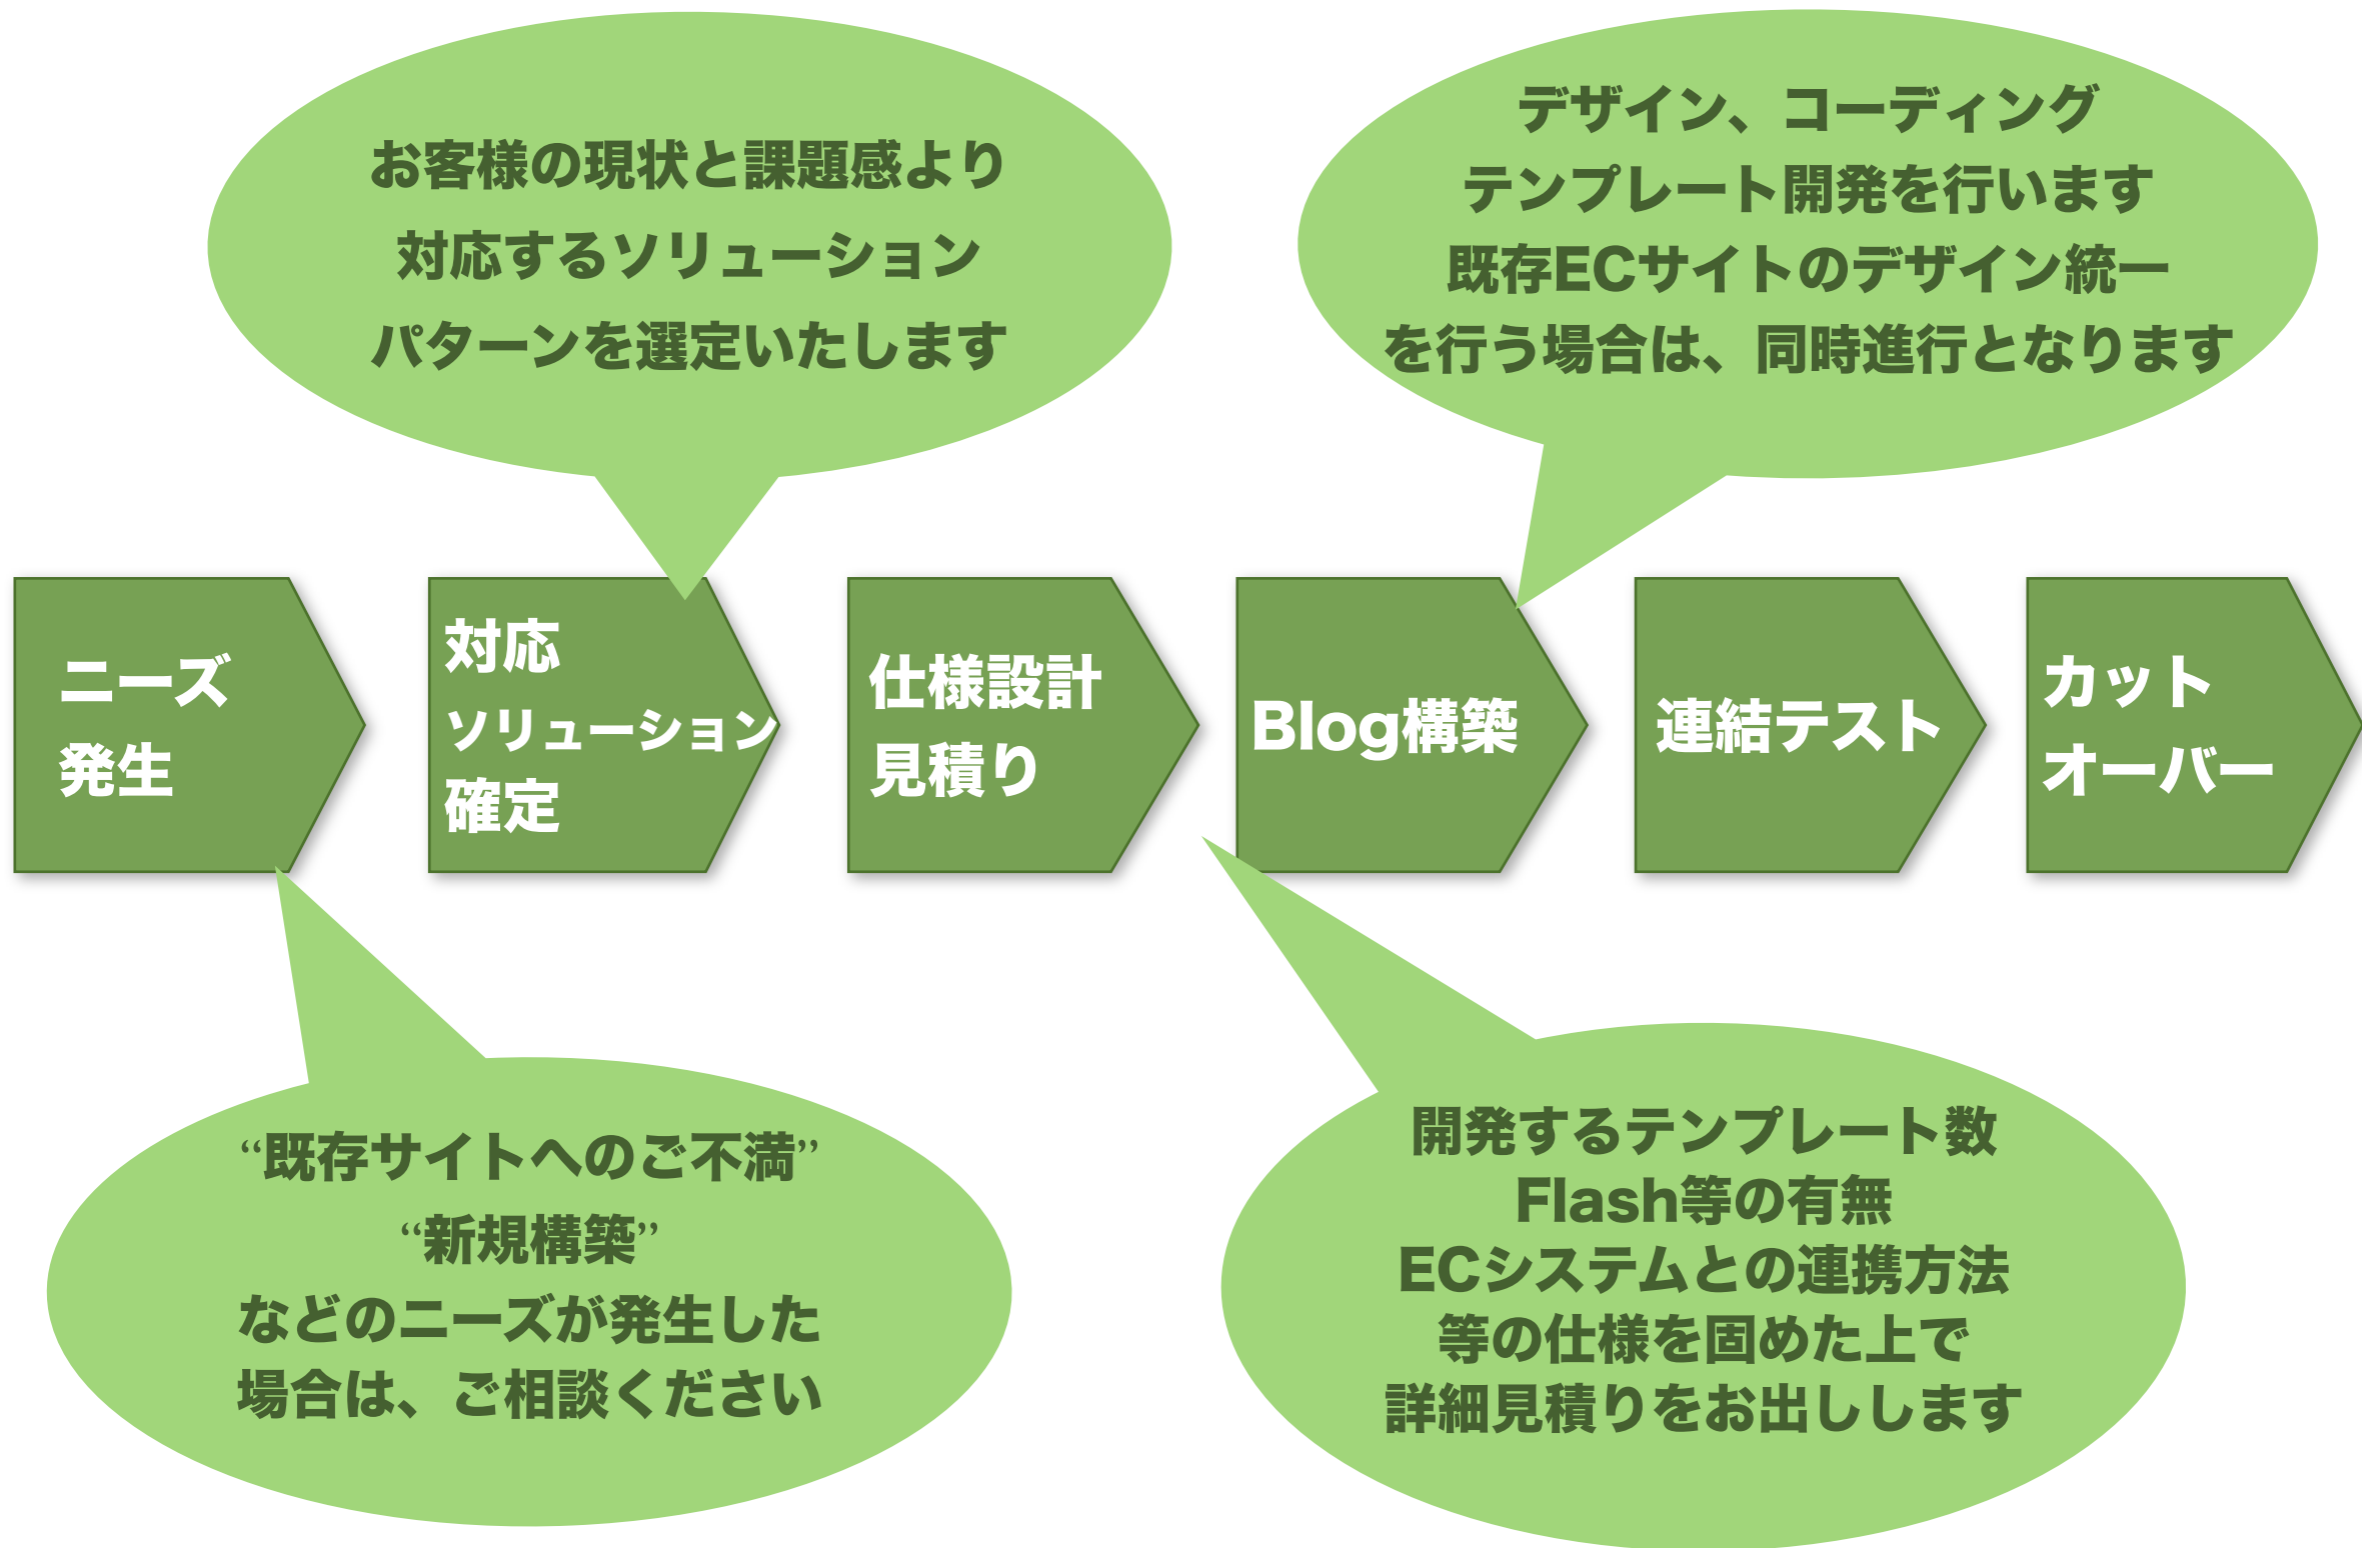 お客様の現状と課題感より
対応するソリューション
パターンを選定いたします
デザイン、コーディング
テンプレート開発を行います
既存ECサイトのデザイン統一
を行う場合は、同時進行となります
ニーズ
発生
対応
ソリューション
確定
仕様設計
見積り
Blog構築
連結テスト
カット
オーバー
“既存サイトへのご不満”
“新規構築”
などのニーズが発生した
場合は、ご相談ください
開発するテンプレート数
Flash等の有無
ECシステムとの連携方法
等の仕様を固めた上で
詳細見積りをお出しします